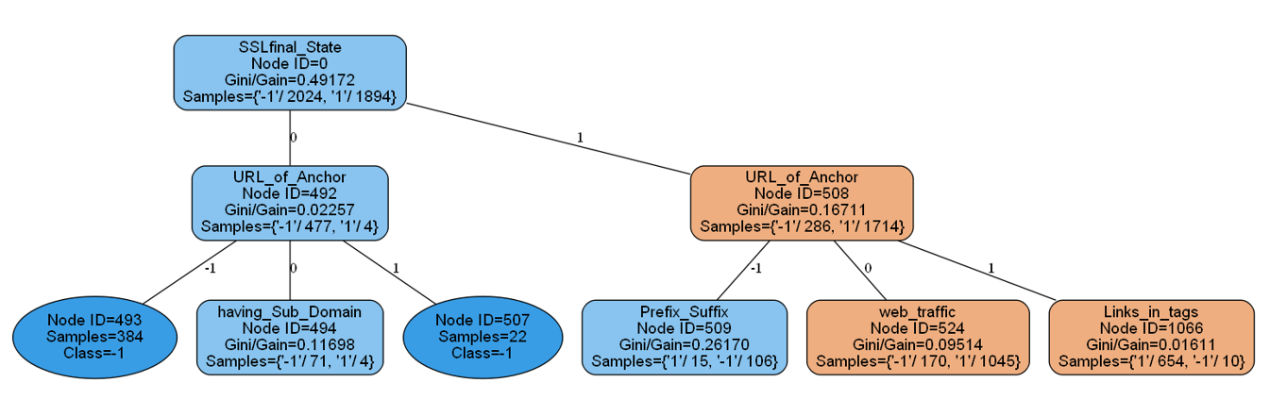 SSLfinal_State
Node ID=0
Gini/Gain=0.49172
Samples={'-1'/ 2024, '1'/ 1894}
0
1
URL_of_Anchor
Node ID=492
Gini/Gain=0.02257
Samples={'-1'/ 477, '1'/ 4}
URL_of_Anchor
Node ID=508
Gini/Gain=0.16711
Samples={'-1'/ 286, '1'/ 1714}
-1
0
1
-1
0
1
Node ID=493
Samples=384
Class=-1
having_Sub_Domain
Node ID=494
Gini/Gain=0.11698
Samples={'-1'/ 71, '1'/ 4}
Node ID=507
Samples=22
Class=-1
Prefix_Suffix
Node ID=509
Gini/Gain=0.26170
Samples={'1'/ 15, '-1'/ 106}
web_traffic
Node ID=524
Gini/Gain=0.09514
Samples={'-1'/ 170, '1'/ 1045}
Links_in_tags
Node ID=1066
Gini/Gain=0.01611
Samples={'1'/ 654, '-1'/ 10}